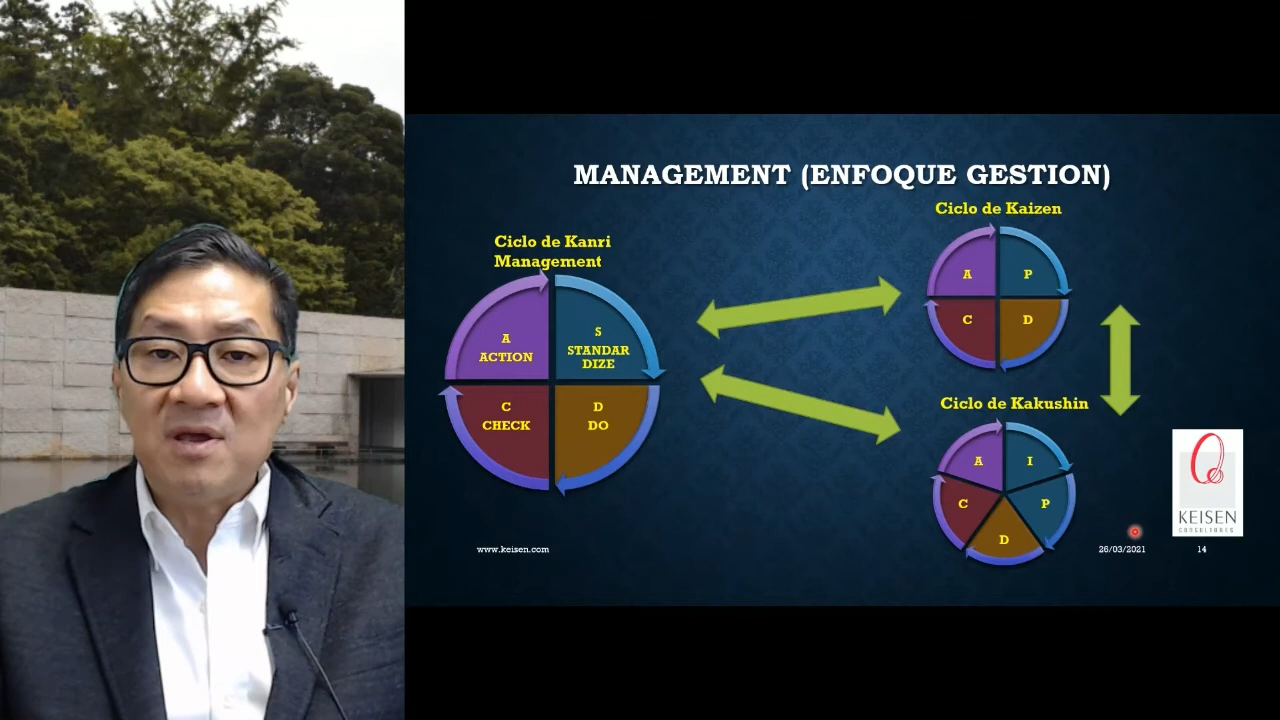 MANAGEMENT (ENFOQUE GESTION)
Ciclo de Kanri
Management
A
ACTION
S
STANDAR
DIZE
C
CHECK
D
DO
Ciclo de Kaizen
A
P
C
D
Ciclo de Kakushin
A
I
C
P
D
KEISEN
CONSULTORES
www.keisen.com
26/03/2021
14